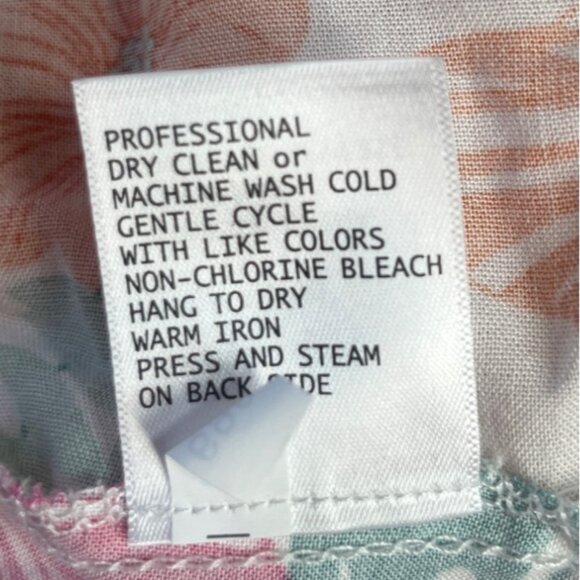 PROFESSIONAL
DRY CLEAN or
MACHINE WASH COLD
GENTLE CYCLE
WITH LIKE COLORS
NON-CHLORINE BLEACH
HANG TO DRY
WARM IRON
PRESS AND STEAM
ON BACK SIDE